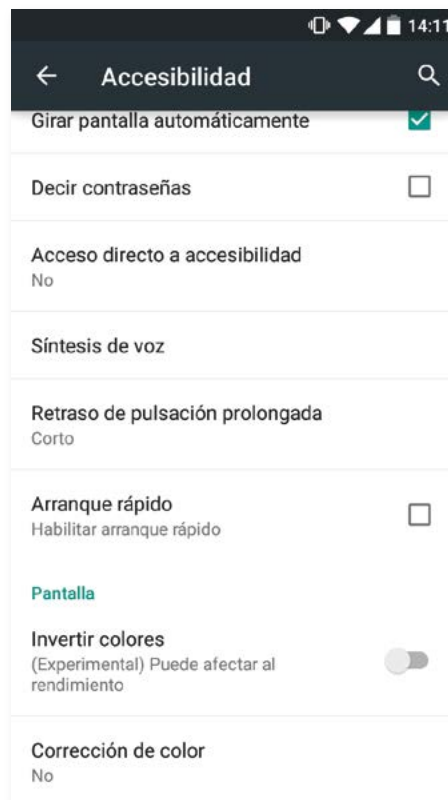 14:11
Accesibilidad
Girar pantalla automáticamente
Decir contraseñas
Acceso directo a accesibilidad
No
Síntesis de voz
Retraso de pulsación prolongada
Corto
Arranque rápido
Habilitar arranque rápido
Pantalla
Invertir colores
(Experimental) Puede afectar al
rendimiento
Corrección de color
No